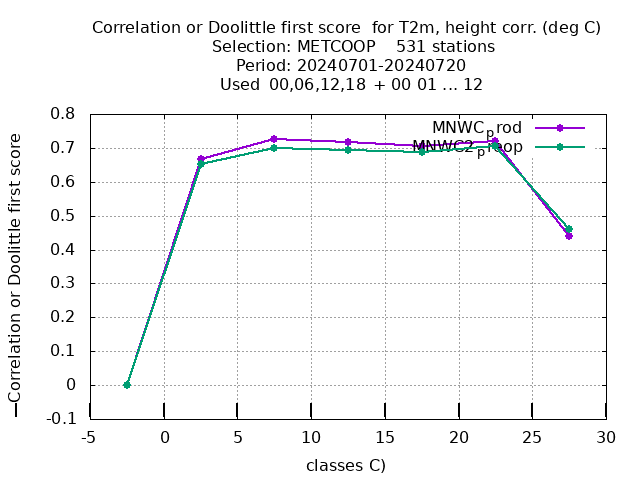 Correlation or Doolittle first score  for T2m, height corr. (deg C)
Selection: METCOOP    531 stations
Period: 20240701-20240720
Used  00,06,12,18  + 00 01 ... 12
Correlation or Doolittle first score
0.8
0.7
0.6
0.5
0.4
0.3
0.2
0.1
0
-0.1
MNWCprod
MNWC2proop
-5
0
5
10
15
20
25
30
classes C)